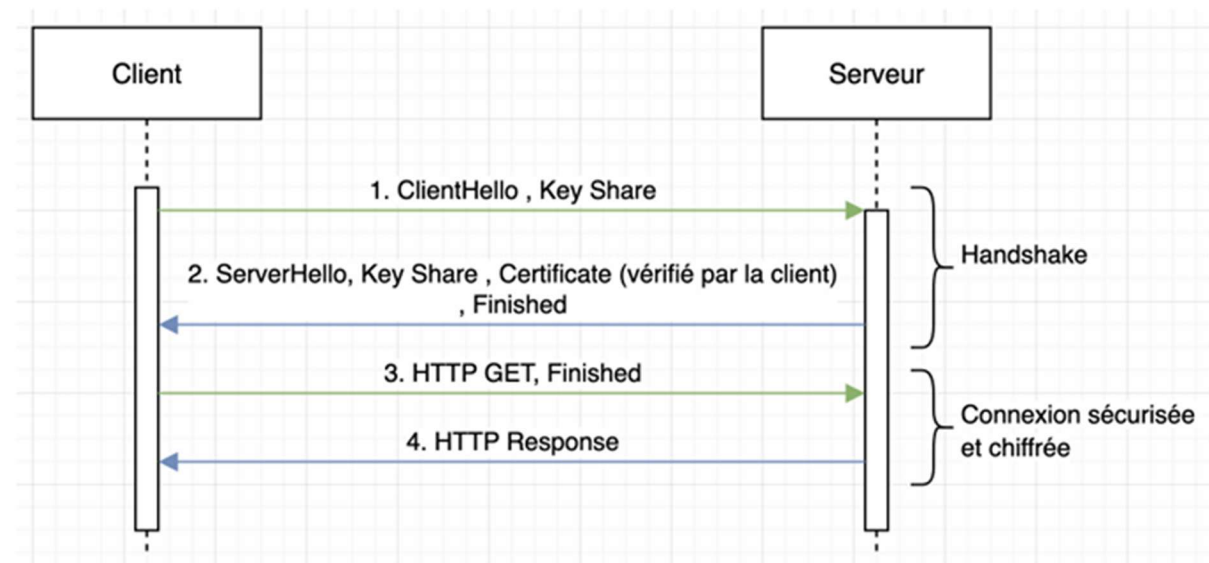 Client
Serveur
1. ClientHello , Key Share
Handshake
2. ServerHello, Key Share , Certificate (vérifié par la client)
, Finished
3. HTTP GET, Finished
Connexion sécurisée
et chiffrée
4. HTTP Response